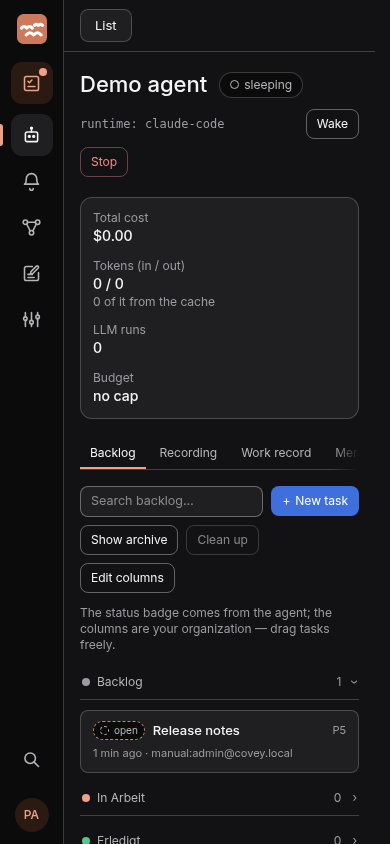 List
Demo agent
sleeping
runtime: claude-code
Wake
Stop
Total cost
$0.00
Tokens (in / out)
0 / 0
0 of it from the cache
LLM runs
0
Budget
no cap
Backlog Recording Work record
Search backlog...
+ New task
Show archive Clean up
Edit columns
The status badge comes from the agent; the
columns are your organization — drag tasks
freely.
Backlog 1
open Release notes P5
1 min ago · manual:admin@covey.local
In Arbeit 0
Erledigt 0
PA